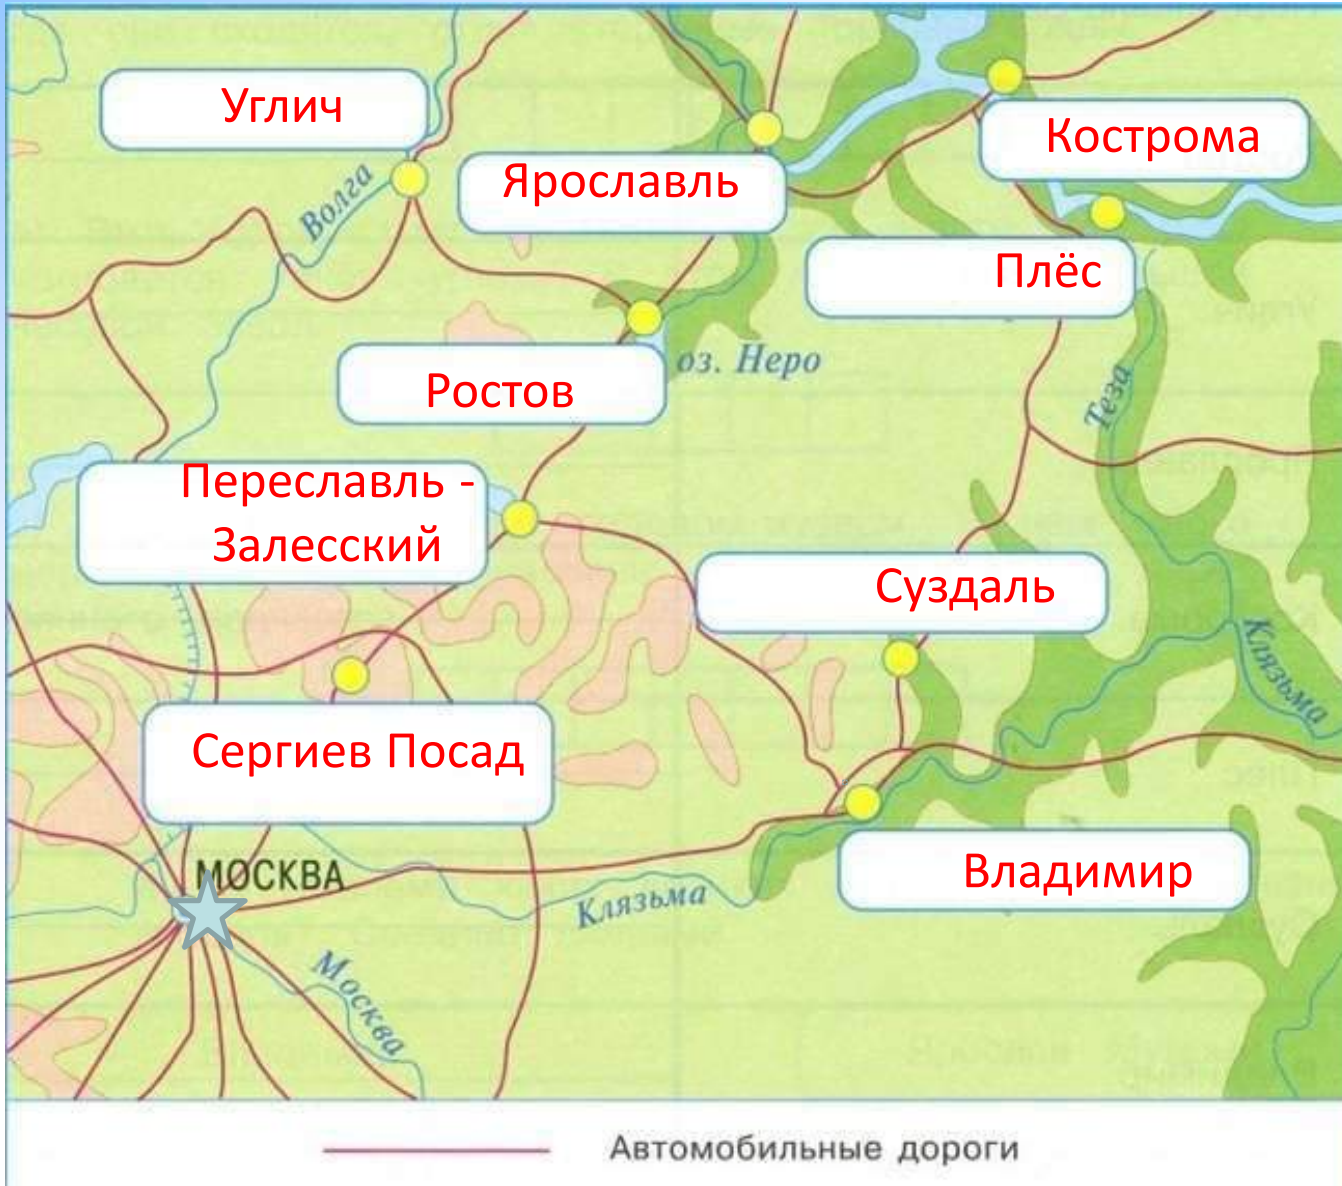 Углич
Кострома
Ярославль
Волга
Плёс
оз. Неро
Ростов
Теза
Переславль -
Залесский
Суздаль
Клязьма
Сергиев Посад
МОСКВА
Владимир
Клязьма
Москва
Автомобильные дороги